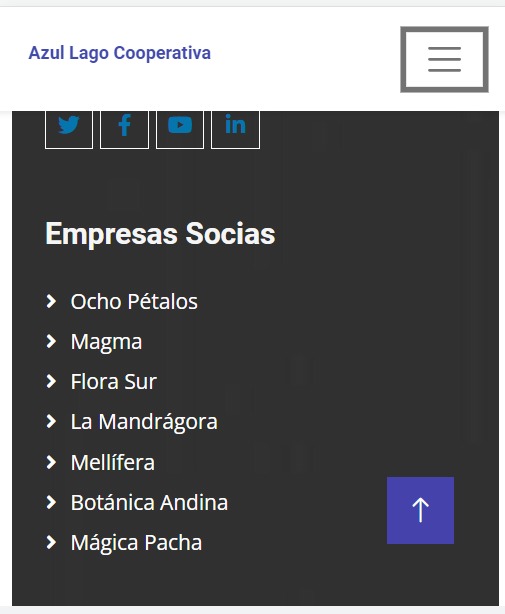 Azul Lago Cooperativa
Empresas Socias
Ocho Pétalos
Magma
Flora Sur
La Mandrágora
Mellífera
Botánica Andina
Mágica Pacha